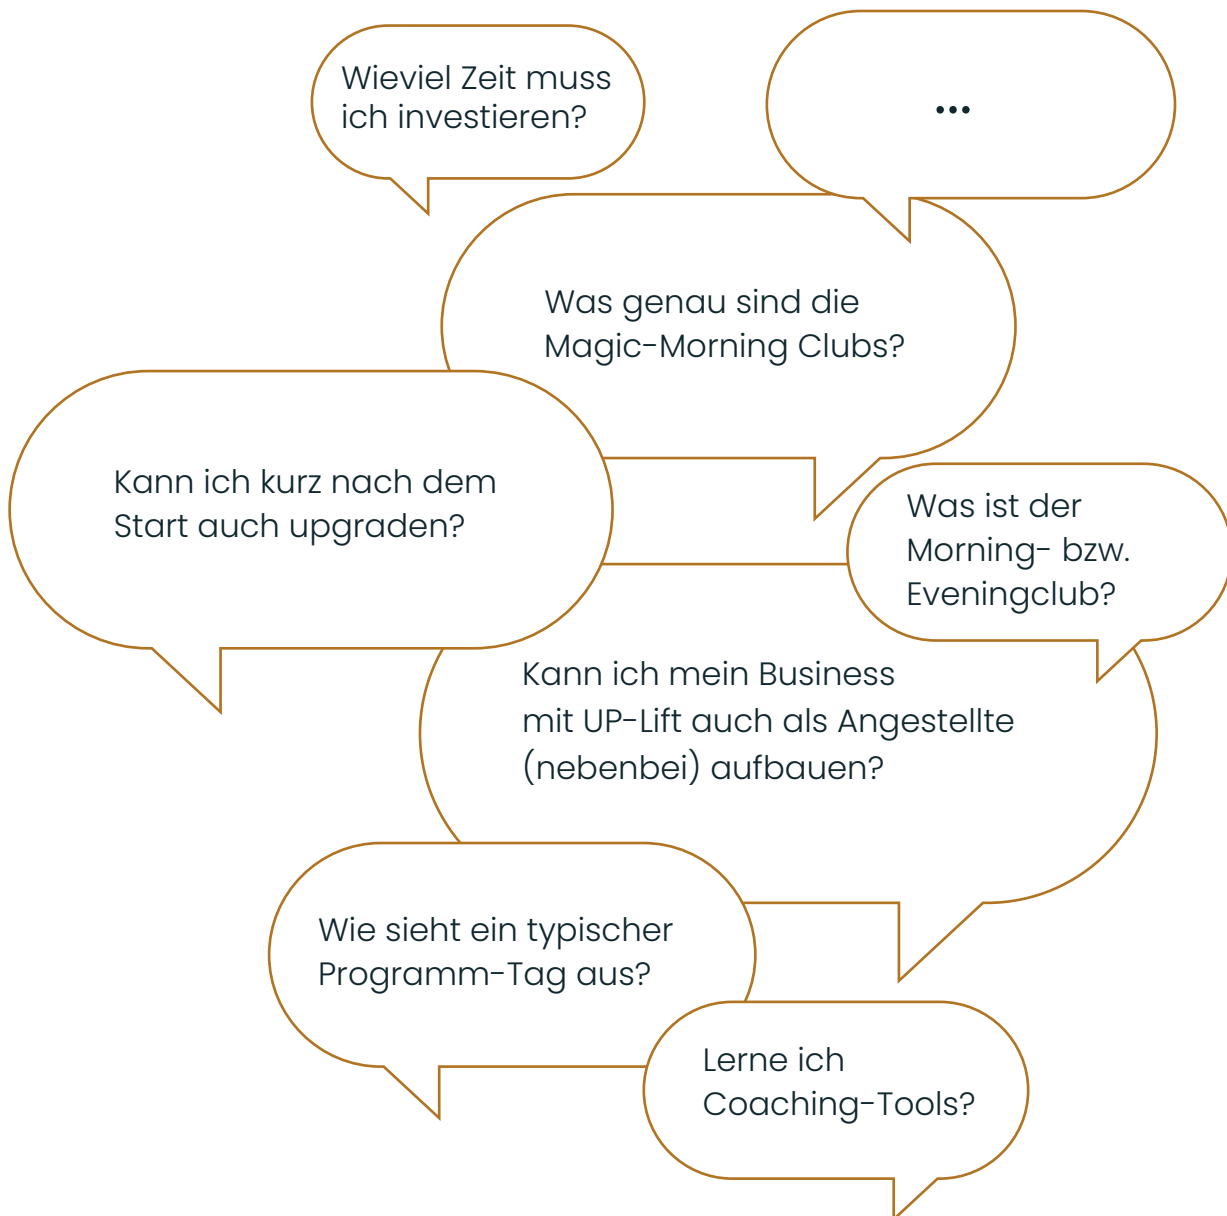 Wieviel Zeit muss
ich investieren?
...
Was genau sind die
Magic-Morning Clubs?
Kann ich kurz nach dem
Start auch upgraden?
Was ist der
Morning- bzw.
Eveningclub?
Kann ich mein Business
mit UP-Lift auch als Angestellte
(nebenbei) aufbauen?
Wie sieht ein typischer
Programm-Tag aus?
Lerne ich
Coaching-Tools?